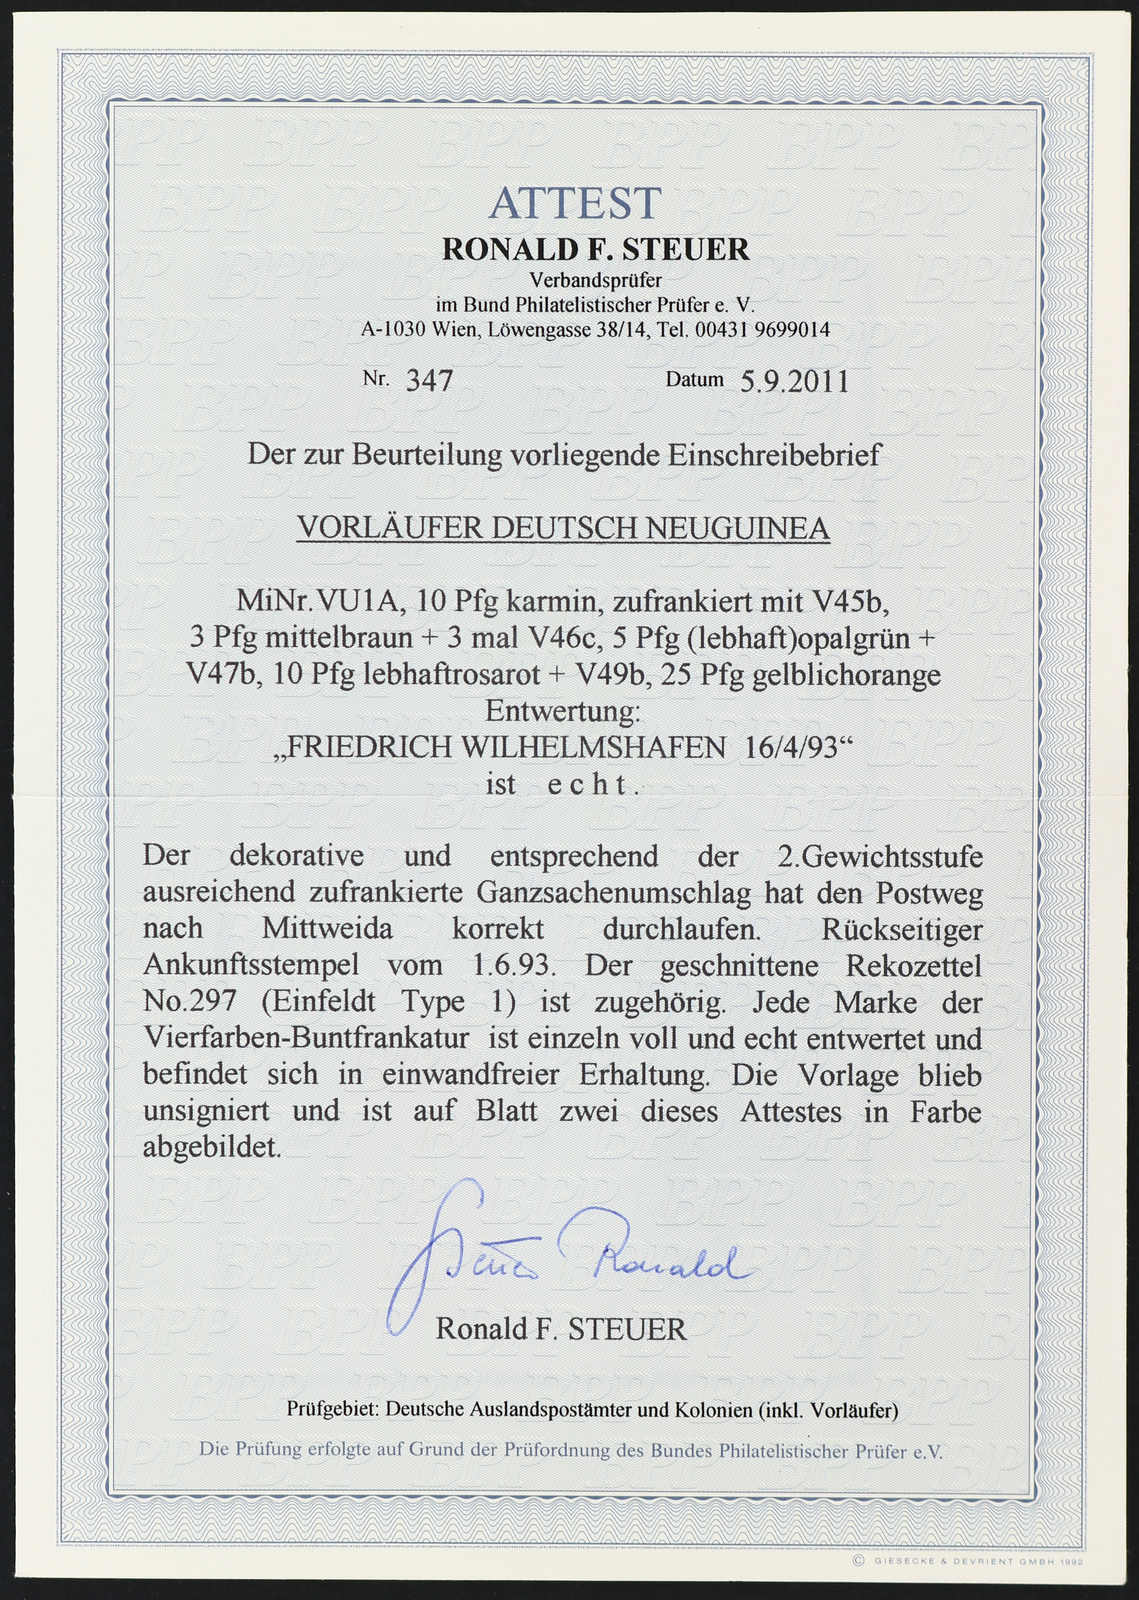 ATTEST
RONALD F. STEUER
Verbandsprüfer
im Bund Philatelistischer Prüfer e. V.
A-1030 Wien, Löwengasse 38/14, Tel. 00431 9699014
Nr. 347 Datum 5.9.2011
Der zur Beurteilung vorliegende Einschreibebrief
VORLÄUFER DEUTSCH NEUGUINEA
MiNr.VU1A, 10 Pfg karmin, zufrankiert mit V45b,
3 Pfg mittelbraun + 3 mal V46c, 5 Pfg (lebhaft)opalgrün +
V47b, 10 Pfg lebhaftrosarot + V49b, 25 Pfg gelblichorange
Entwertung:
„FRIEDRICH WILHELMSHAFEN 16/4/93“
ist e c h t .
Der dekorative und entsprechend der 2.Gewichtsstufe
ausreichend zufrankierte Ganzsachenumschlag hat den Postweg
nach Mittweida korrekt durchlaufen. Rückseitiger
Ankunftsstempel vom 1.6.93. Der geschnittene Rekozettel
No.297 (Einfeldt Type 1) ist zugehörig. Jede Marke der
Vierfarben-Buntfrankatur ist einzeln voll und echt entwertet und
befindet sich in einwandfreier Erhaltung. Die Vorlage blieb
unsigniert und ist auf Blatt zwei dieses Attestes in Farbe
abgebildet.
Steuer Ronald
Ronald F. STEUER
Prüfgebiet: Deutsche Auslandspostämter und Kolonien (inkl. Vorläufer)
Die Prüfung erfolgte auf Grund der Prüfordnung des Bundes Philatelistischer Prüfer e.V.
© GIESECKE & DEVRIENT GMBH 1992